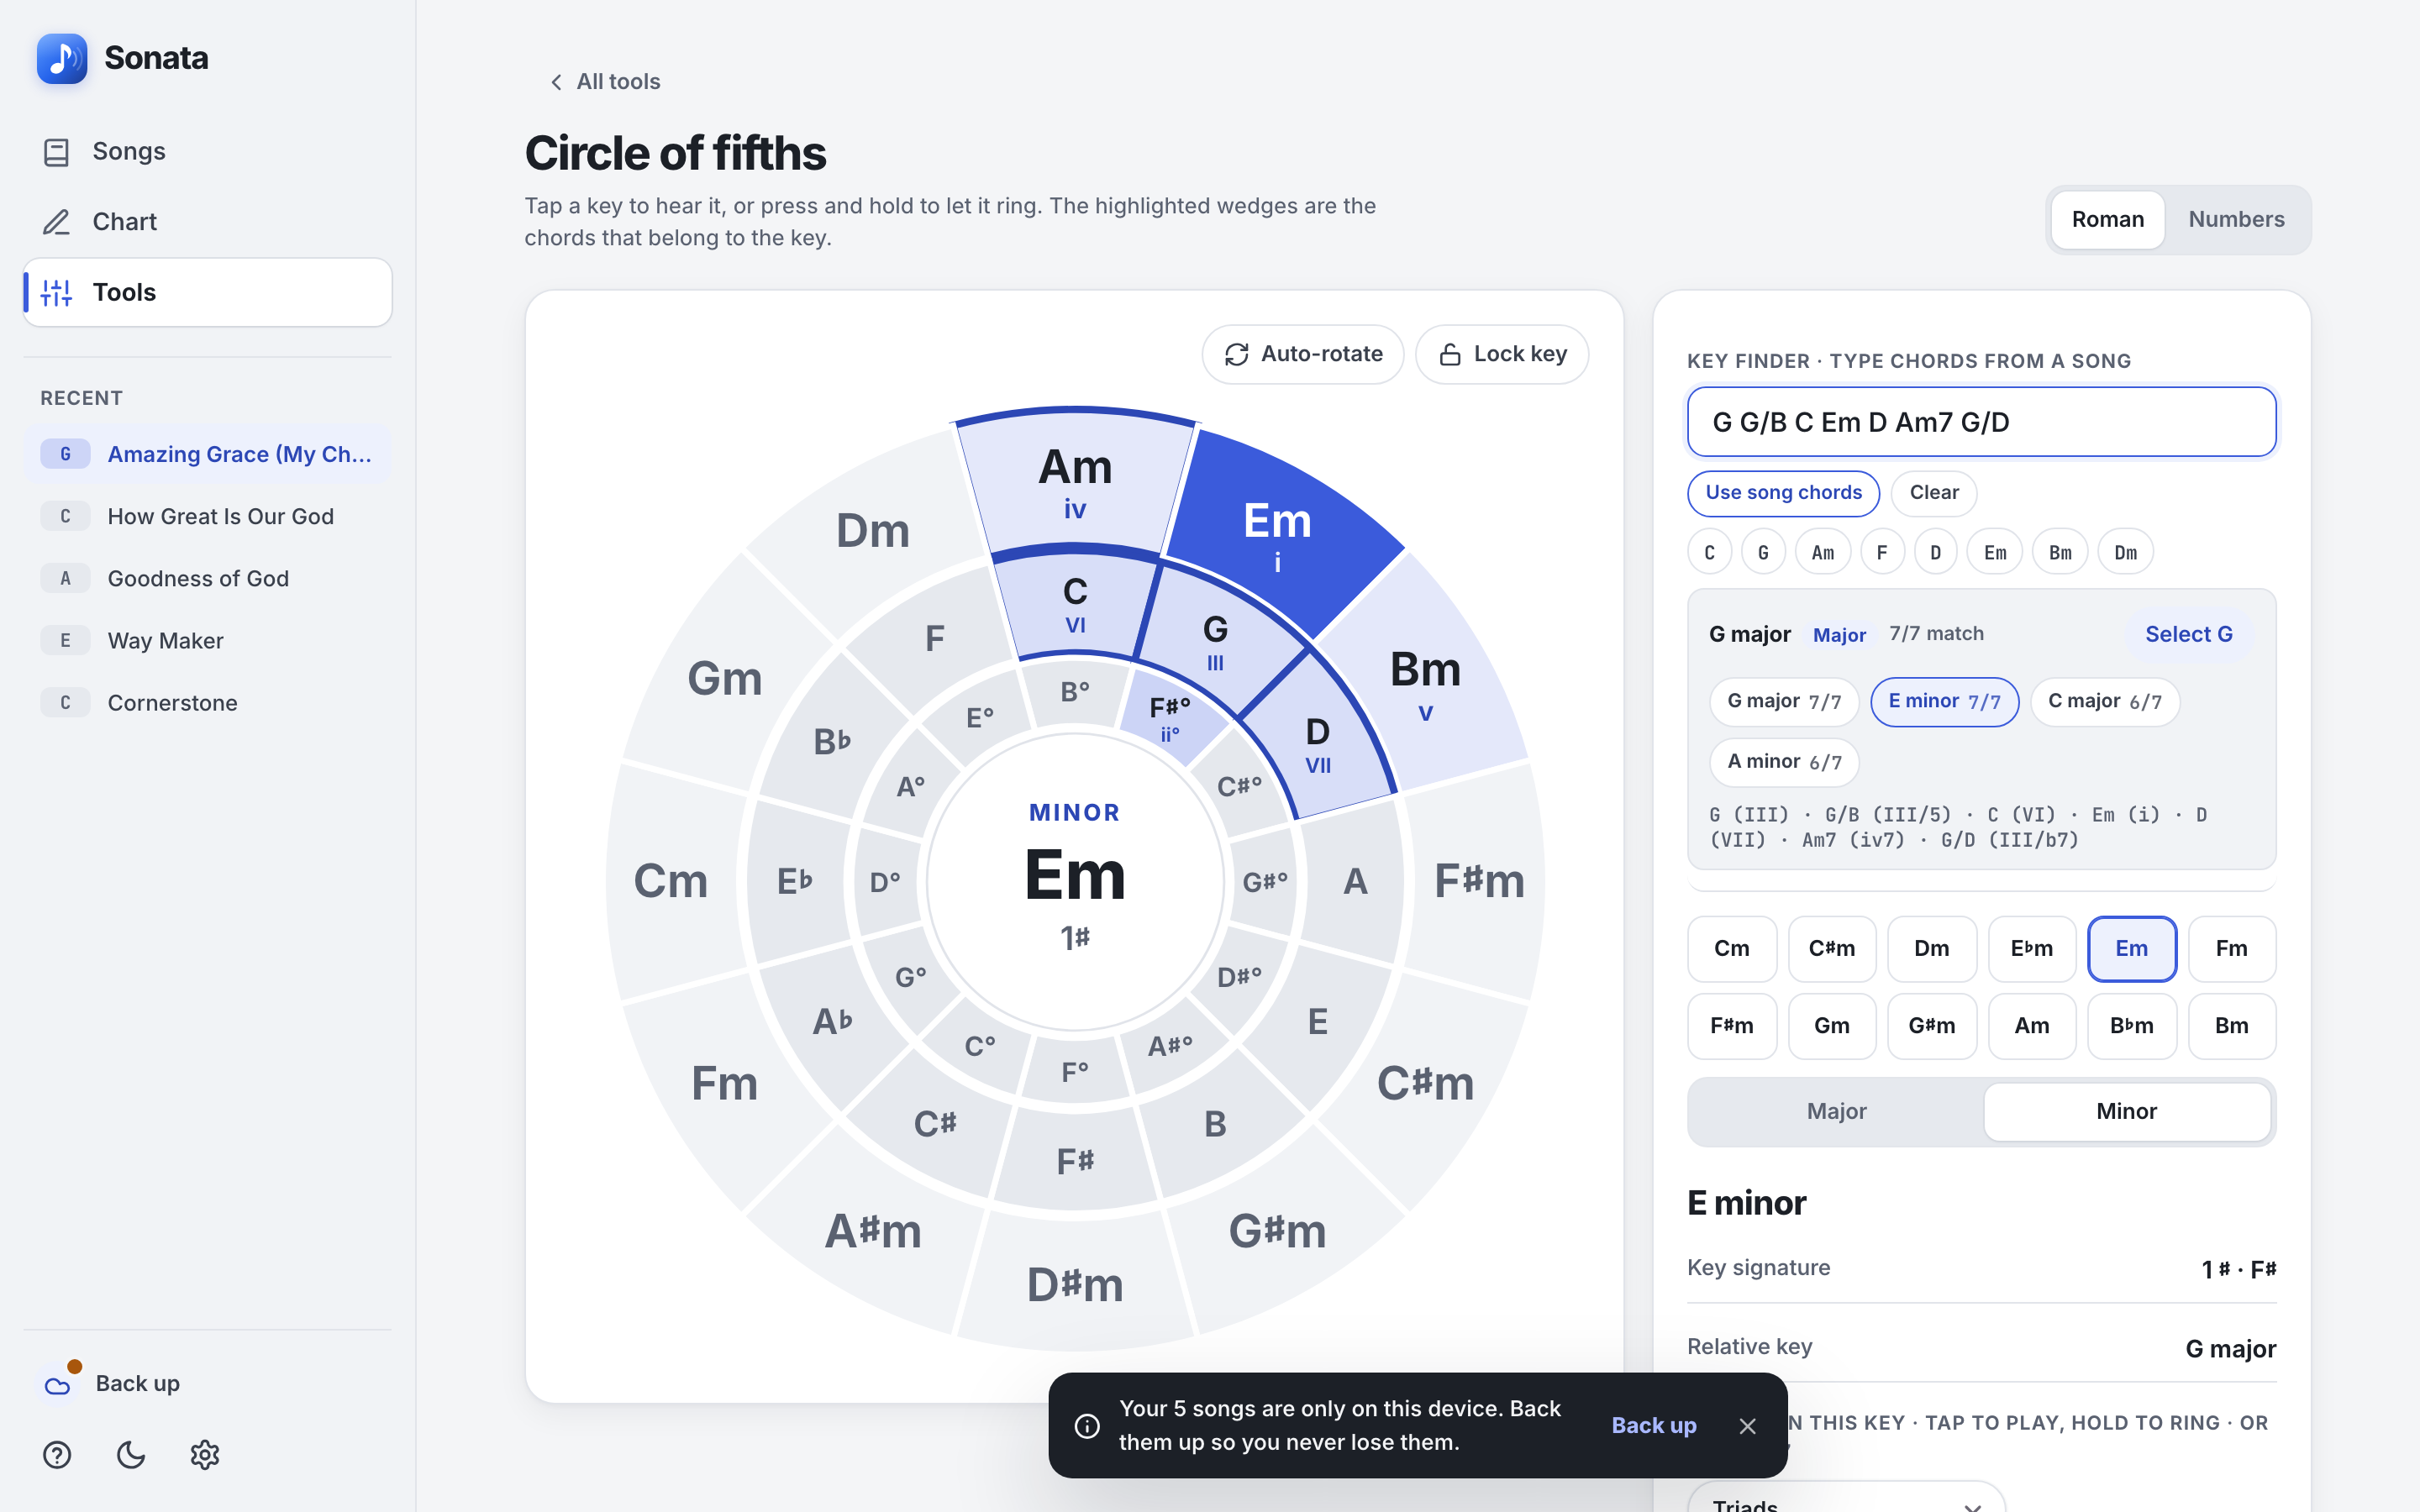 Sonata
Songs
Chart
Tools
RECENT
G Amazing Grace (My Ch...
C How Great Is Our God
A Goodness of God
E Way Maker
C Cornerstone
Back up
All tools
Circle of fifths
Tap a key to hear it, or press and hold to let it ring. The highlighted wedges are the
chords that belong to the key.
Roman Numbers
Auto-rotate Lock key
Am
iv
Em
i
Bm
v
F♯m
C♯m
G♯m
D♯m
A♯m
Fm
Cm
Gm
Dm
C
VI
G
III
D
VII
A
E
B
F♯
C♯
A♭
E♭
B♭
F
B°
F♯°
ii°
C♯°
G♯°
D♯°
A♯°
F°
C°
G°
D°
A°
E°
MINOR
Em
1♯
KEY FINDER · TYPE CHORDS FROM A SONG
G G/B C Em D Am7 G/D
Use song chords Clear
C G Am F D Em Bm Dm
G major Major 7/7 match Select G
G major 7/7 E minor 7/7 C major 6/7
A minor 6/7
G (III) · G/B (III/5) · C (VI) · Em (i) · D
(VII) · Am7 (iv7) · G/D (III/b7)
Cm C♯m Dm E♭m Em Fm
F♯m Gm G♯m Am B♭m Bm
Major Minor
E minor
Key signature 1 ♯ · F♯
Relative key G major
N THIS KEY · TAP TO PLAY, HOLD TO RING · OR
Triads
Your 5 songs are only on this device. Back
them up so you never lose them.
Back up